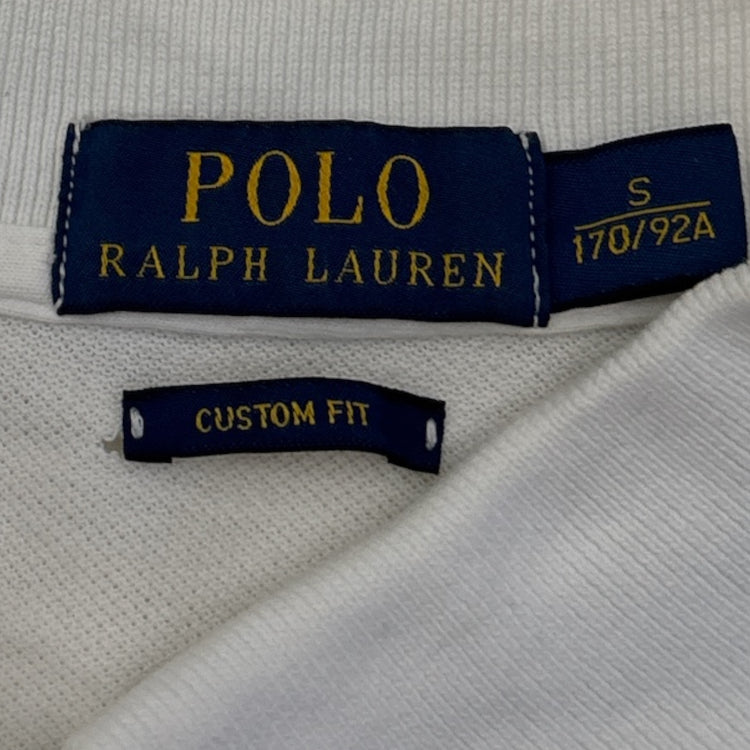 POLO
RALPH LAUREN
S
170/92A
CUSTOM FIT